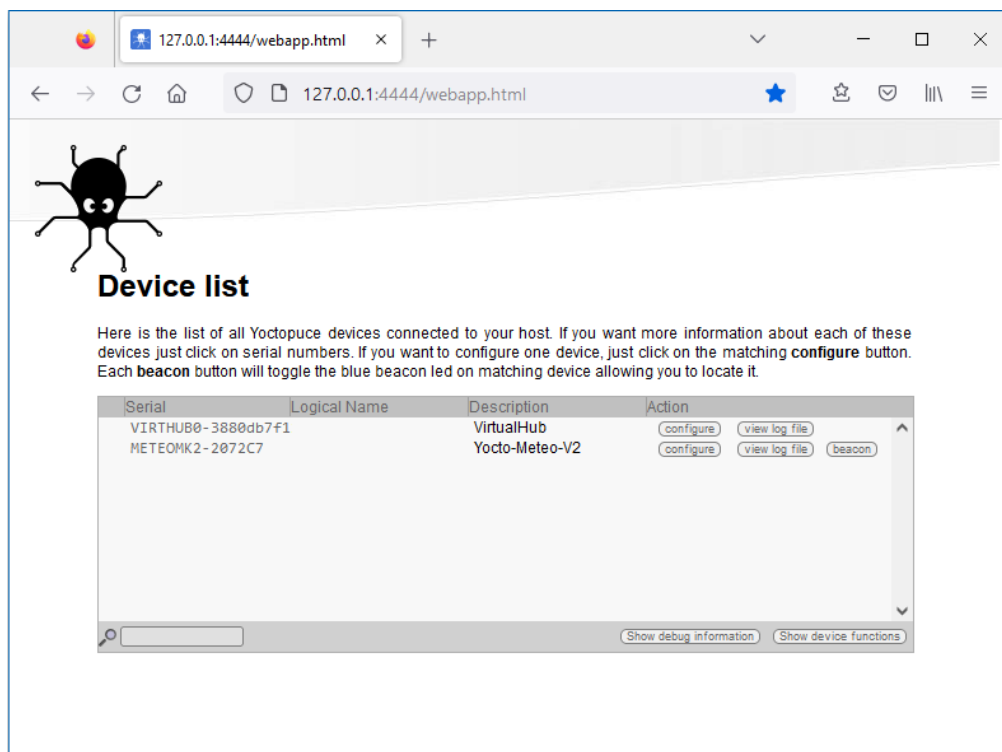 127.0.0.1:4444/webapp.html
127.0.0.1:4444/webapp.html
Device list
Here is the list of all Yoctopuce devices connected to your host. If you want more information about each of these
devices just click on serial numbers. If you want to configure one device, just click on the matching configure button.
Each beacon button will toggle the blue beacon led on matching device allowing you to locate it.
Serial Logical Name Description Action
VIRTHUB0-3880db7f1 VirtualHub configure view log file
METEOMK2-2072C7 Yocto-Meteo-V2 configure view log file beacon
Show debug information Show device functions